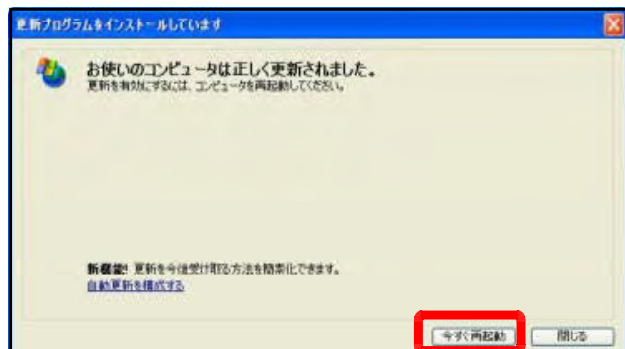 更新プログラムをインストールしています
お使いのコンピュータは正しく更新されました。
更新を有効にするには、コンピュータを再起動してください。
新機能! 更新を今後受け取る方法を簡素化できます。
自動更新を構成する
今すぐ再起動
閉じる